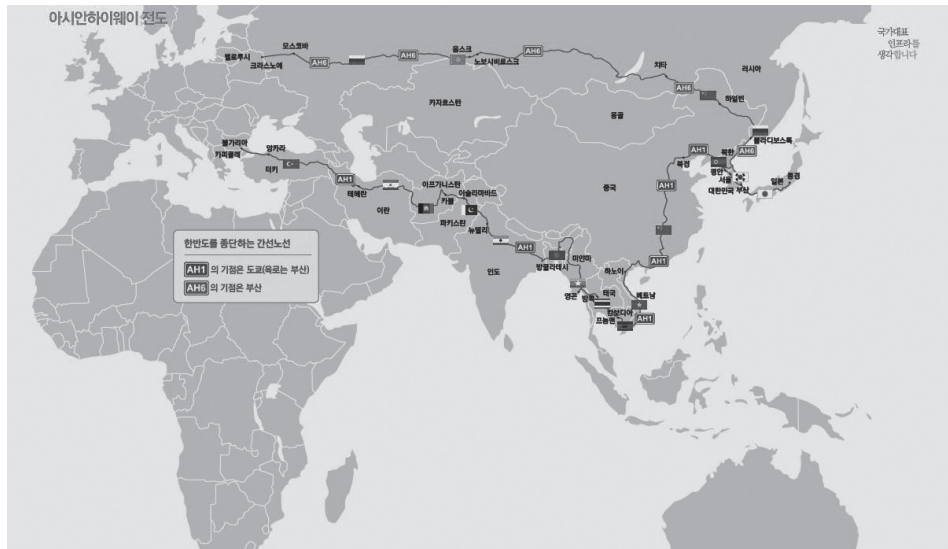 아시안하이웨이 전도
국가대표
인프라를
생각합니다
모스코바
벨로루시
크라스노예
AH6
AH6
옴스크
노보시비르스크
AH6
치타
러시아
AH6
하얼빈
카자르스탄
몽골
블라디보스톡
불가리아
카피쿨레
앙카라
터키
AH1
테헤란
이란
아프가니스탄
카불
이슬라마바드
파키스탄
뉴델리
중국
북경
AH1
북한
AH6
평안
서울
대한민국
부산
일본
동경
AH1
한반도를 종단하는 간선노선
AH1 의 기점은 도쿄(육로는 부산)
AH6 의 기점은 부산
인도
AH1
방글라데시
미얀마
양곤
방콕
태국
하노이
AH1
베트남
캄보디아
프놈펜
AH1